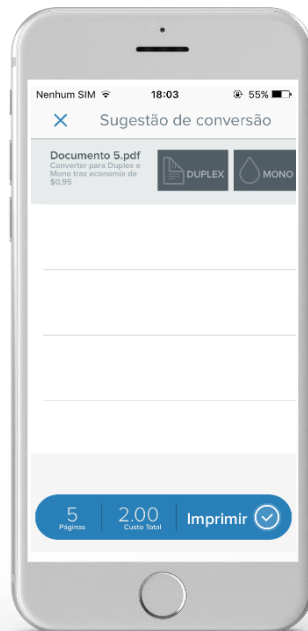 Nenhum SIM 18:03 55%
Sugestão de conversão
Documento 5.pdf
Converter para Duplex e
Mono traz economia de
$0,95
DUPLEX
MONO
5
Páginas
2.00
Custo Total
Imprimir